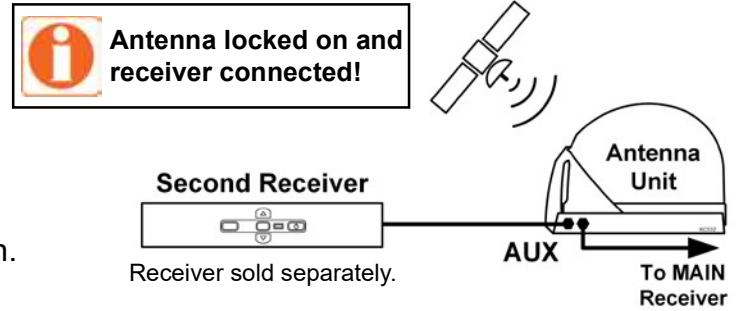 Antenna locked on and
receiver connected!
Antenna
Unit
Second Receiver
n.
Receiver sold separately.
AUX
To MAIN
Receiver